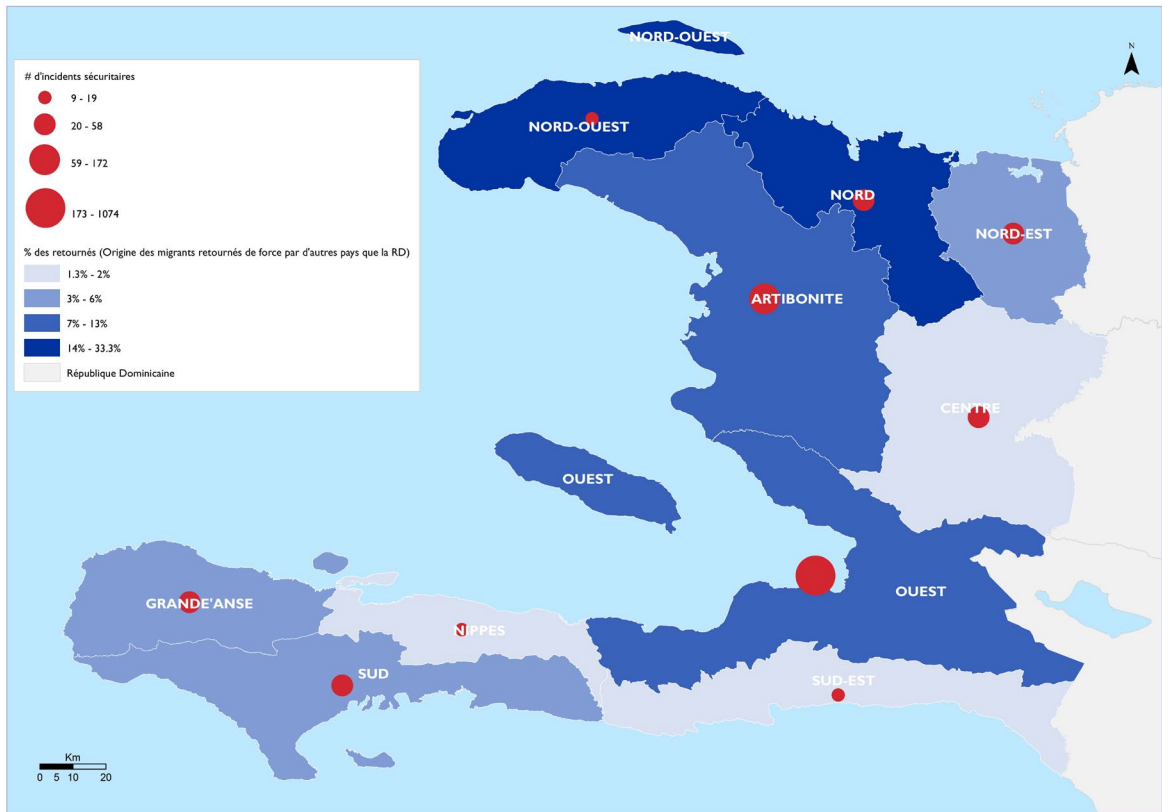 NORD-OUEST
N
# d'incidents sécuritaires
9 - 19
20 - 58
59 - 172
173 - 1074
% des retournés (Origine des migrants retournés de force par d'autres pays que la RD)
1.3% - 2%
3% - 6%
7% - 13%
14% - 33.3%
République Dominicaine
NORD-OUEST
NORD
NORD-EST
ARTIBONITE
CENTRE
OUEST
OUEST
GRANDE'ANSE
NIPPES
SUD
SUD-EST
Km
0 5 10 20